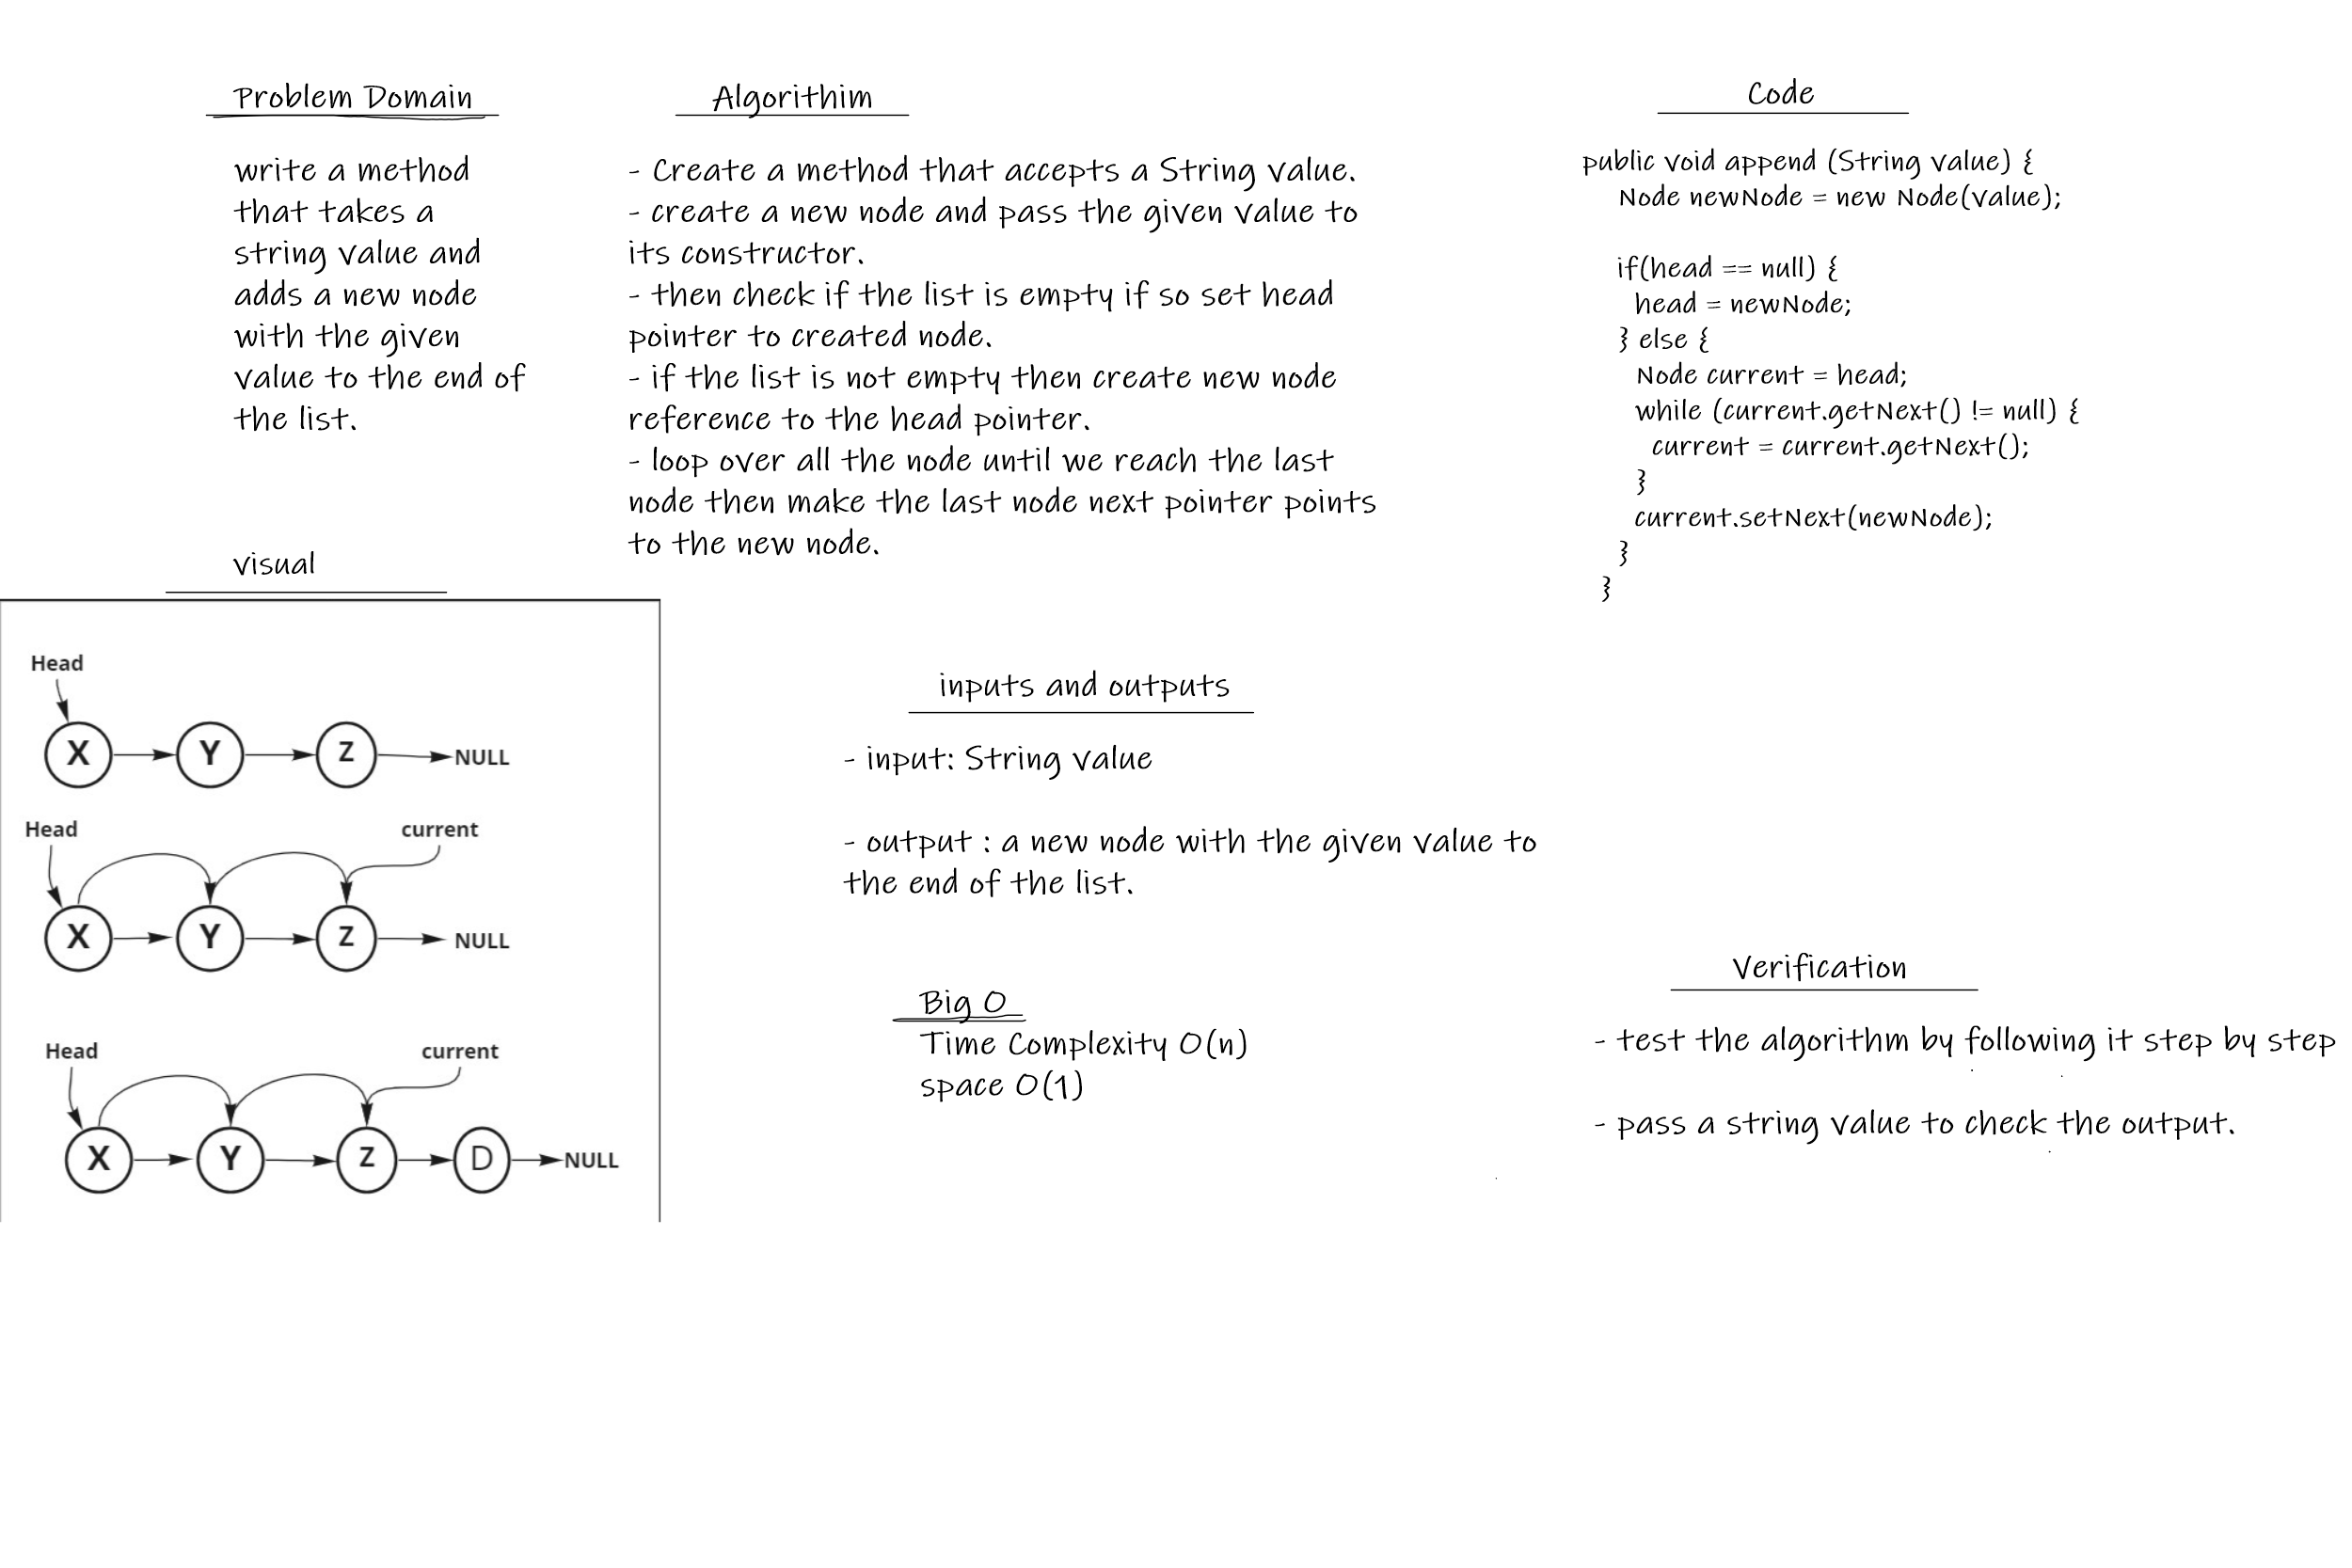 Problem Domain
write a method
that takes a
string value and
adds a new node
with the given
value to the end of
the list.
Algorithim
- Create a method that accepts a String value.
- create a new node and pass the given value to
its constructor.
- then check if the list is empty if so set head
pointer to created node.
- if the list is not empty then create new node
reference to the head pointer.
- loop over all the node until we reach the last
node then make the last node next pointer points
to the new node.
Code
public void append (String value) {
Node newNode = new Node(value);
if(head == null) {
head = newNode;
} else {
Node current = head;
while (current.getNext() != null) {
current = current.getNext();
}
current.setNext(newNode);
}
}
visual
Head
X Y Z NULL
Head current
X Y Z NULL
Head current
X Y Z D NULL
inputs and outputs
- input: String value
- output : a new node with the given value to
the end of the list.
Big O
Time Complexity O(n)
space O(1)
Verification
- test the algorithm by following it step by step
- pass a string value to check the output.